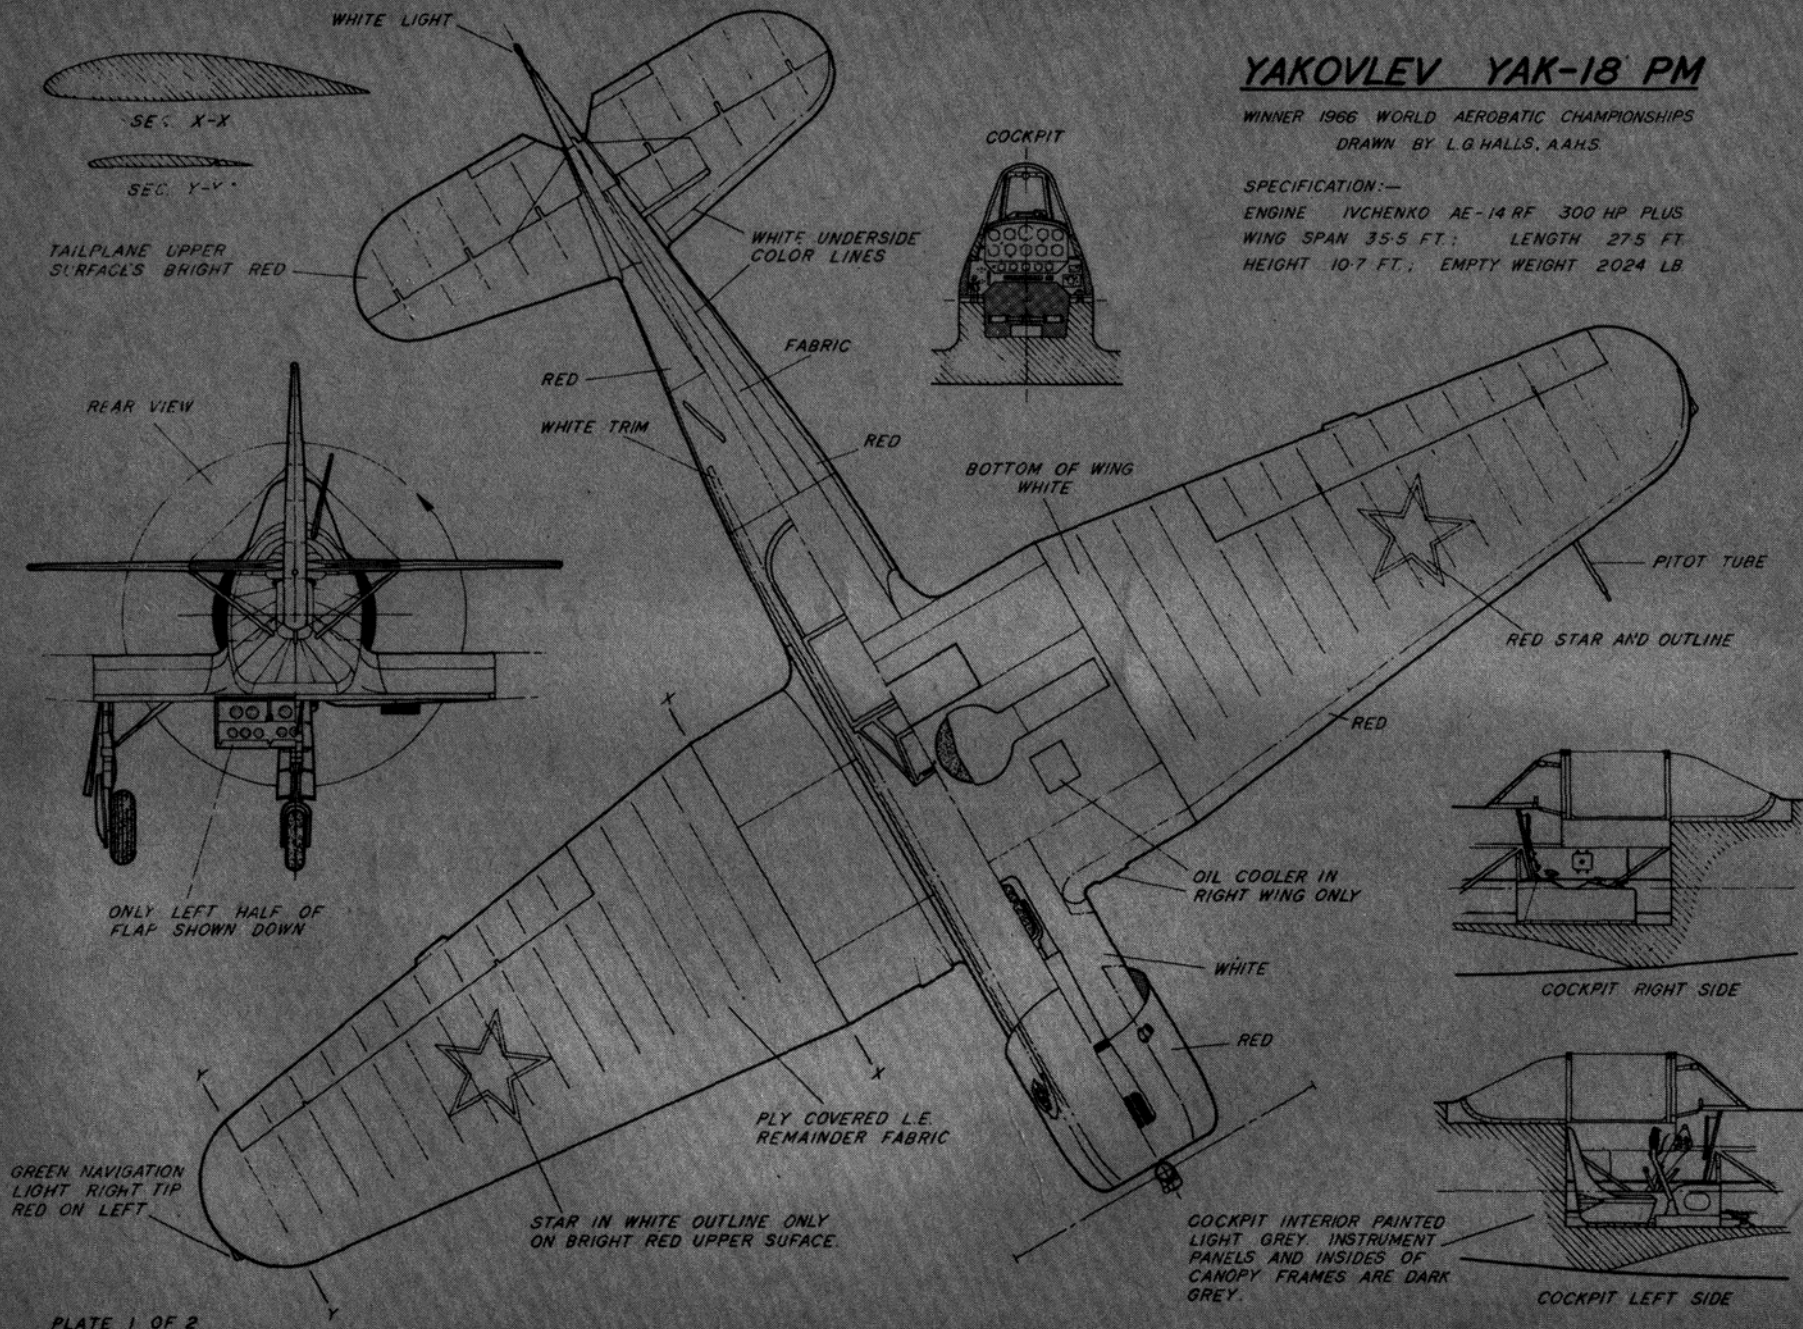 WHITE LIGHT
YAKOVLEV YAK-18 PM
WINNER 1966 WORLD AEROBATIC CHAMPIONSHIPS
DRAWN BY L.G. HALLS, A.A.H.S.
SPECIFICATION:—
ENGINE IVCHENKO AE-14 RF 300 HP PLUS
WING SPAN 35·5 FT; LENGTH 27·5 FT
HEIGHT 10·7 FT; EMPTY WEIGHT 2024 LB
SEC. X-X
SEC. Y-Y
COCKPIT
TAILPLANE UPPER
SURFACES BRIGHT RED
WHITE UNDERSIDE
COLOR LINES
FABRIC
RED
REAR VIEW
WHITE TRIM
RED
BOTTOM OF WING
WHITE
PITOT TUBE
RED STAR AND OUTLINE
X
RED
OIL COOLER IN
RIGHT WING ONLY
ONLY LEFT HALF OF
FLAP SHOWN DOWN
WHITE
COCKPIT RIGHT SIDE
RED
Y
X
PLY COVERED L.E.
REMAINDER FABRIC
GREEN NAVIGATION
LIGHT RIGHT TIP
RED ON LEFT
STAR IN WHITE OUTLINE ONLY
ON BRIGHT RED UPPER SUFACE.
COCKPIT INTERIOR PAINTED
LIGHT GREY. INSTRUMENT
PANELS AND INSIDES OF
CANOPY FRAMES ARE DARK
GREY.
COCKPIT LEFT SIDE
Y
PLATE 1 OF 2